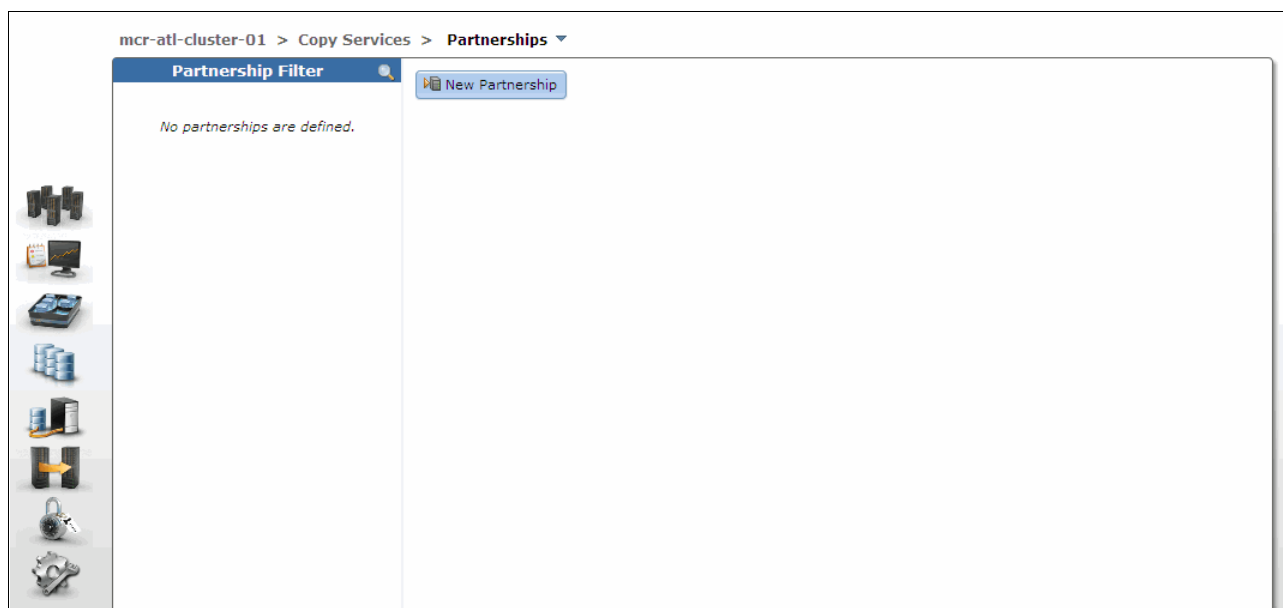 mcr-atl-cluster-01 > Copy Services > Partnerships
Partnership Filter
New Partnership
No partnerships are defined.